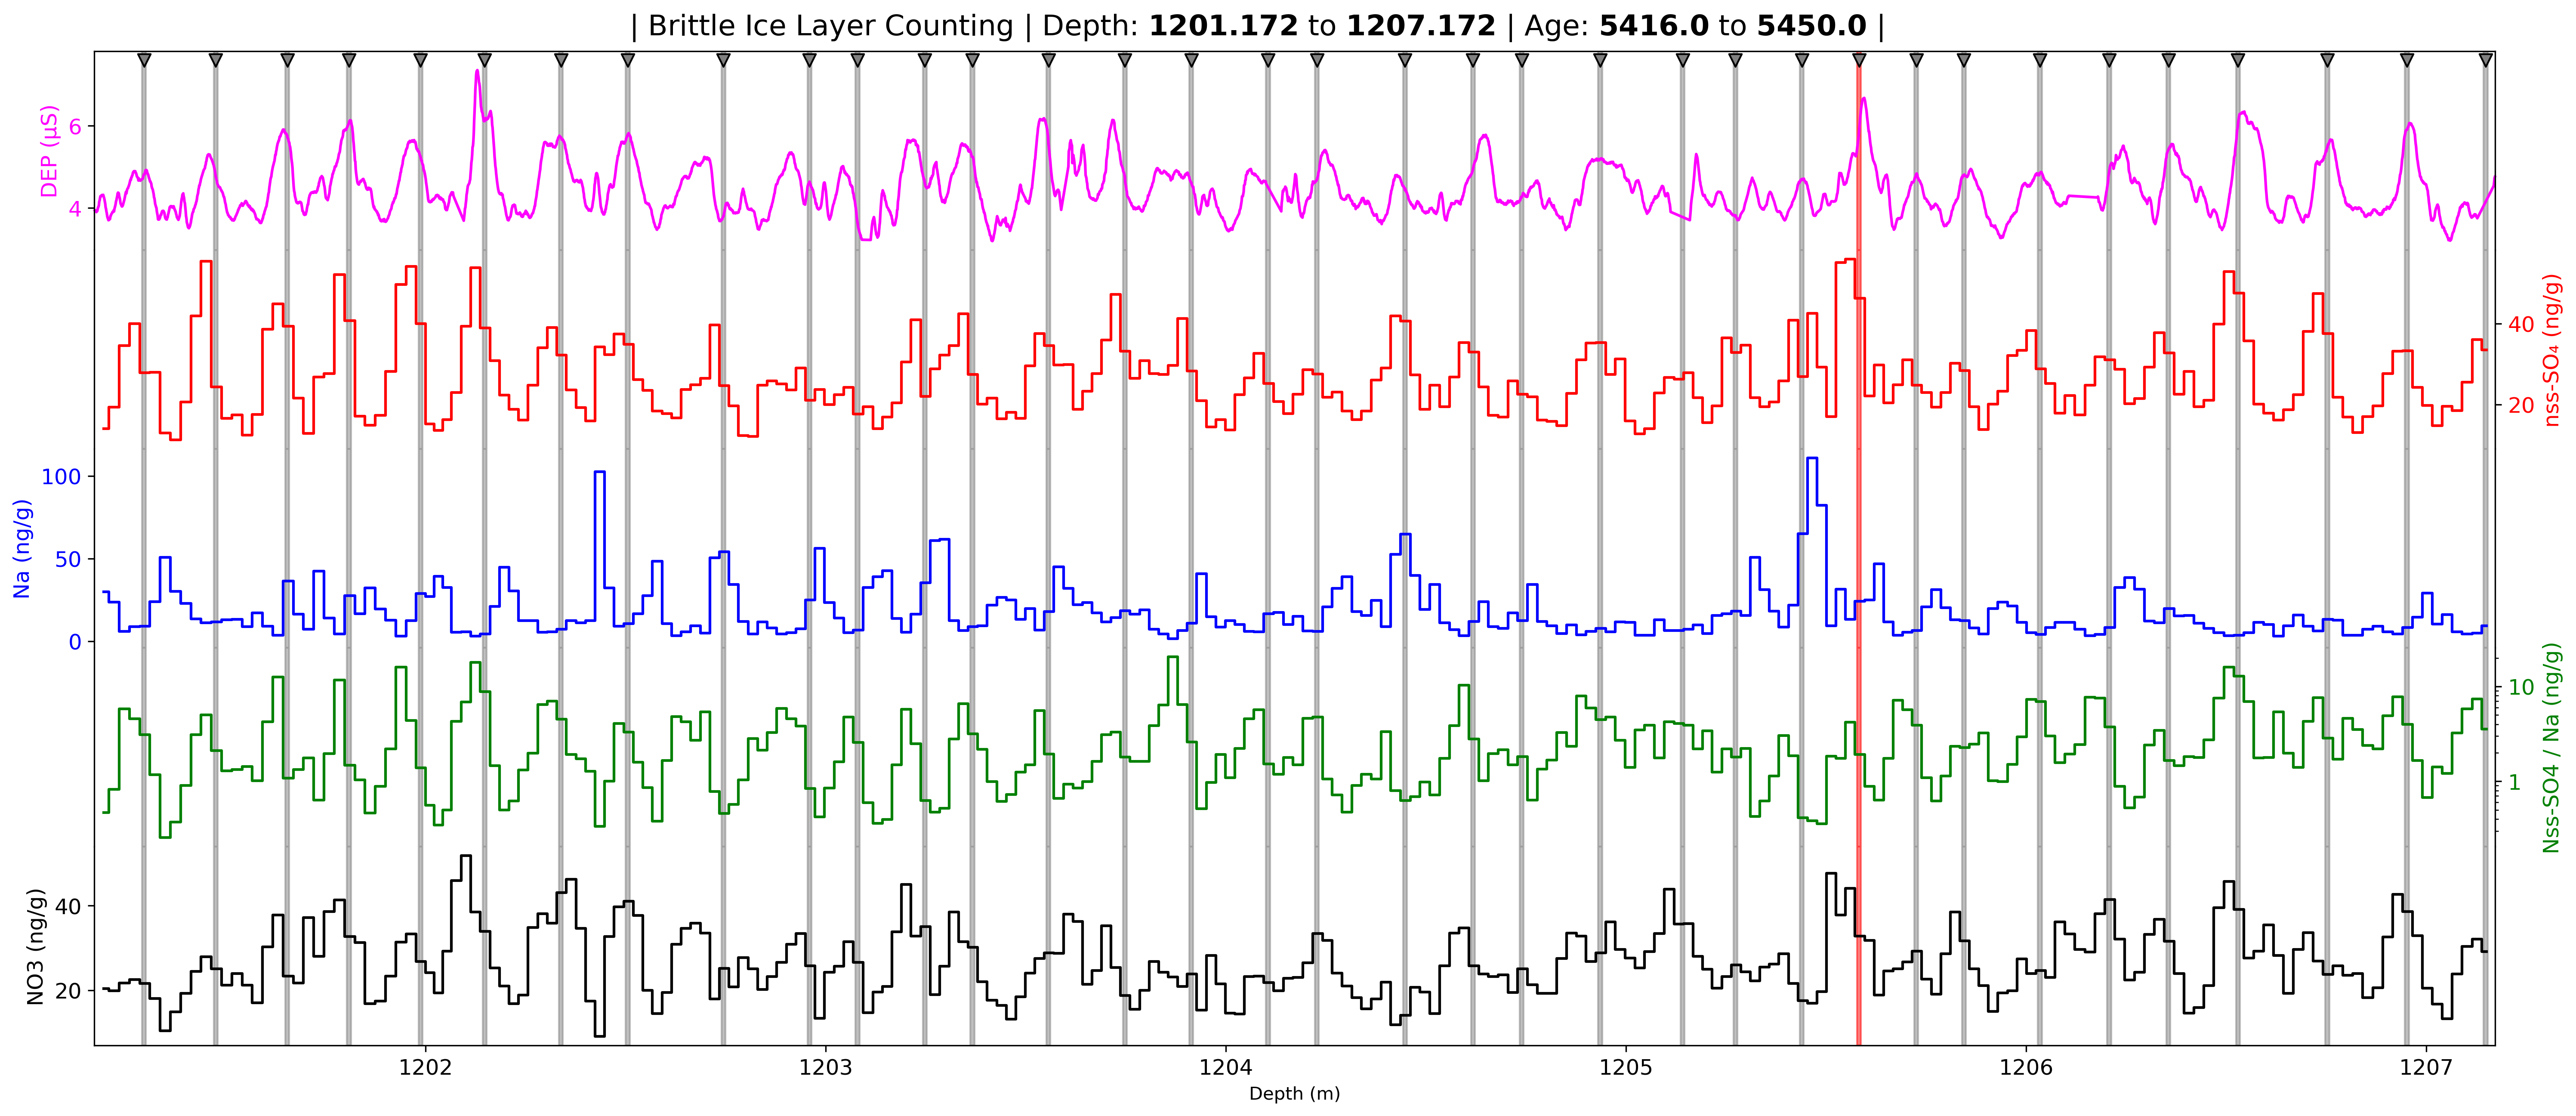 | Brittle Ice Layer Counting | Depth: 1201.172 to 1207.172 | Age: 5416.0 to 5450.0 |
DEP (µS)
6
4
nss-SO₄ (ng/g)
40
20
Na (ng/g)
100
50
0
Nss-SO4 / Na (ng/g)
10
1
NO3 (ng/g)
40
20
1202 1203 1204 1205 1206 1207
Depth (m)